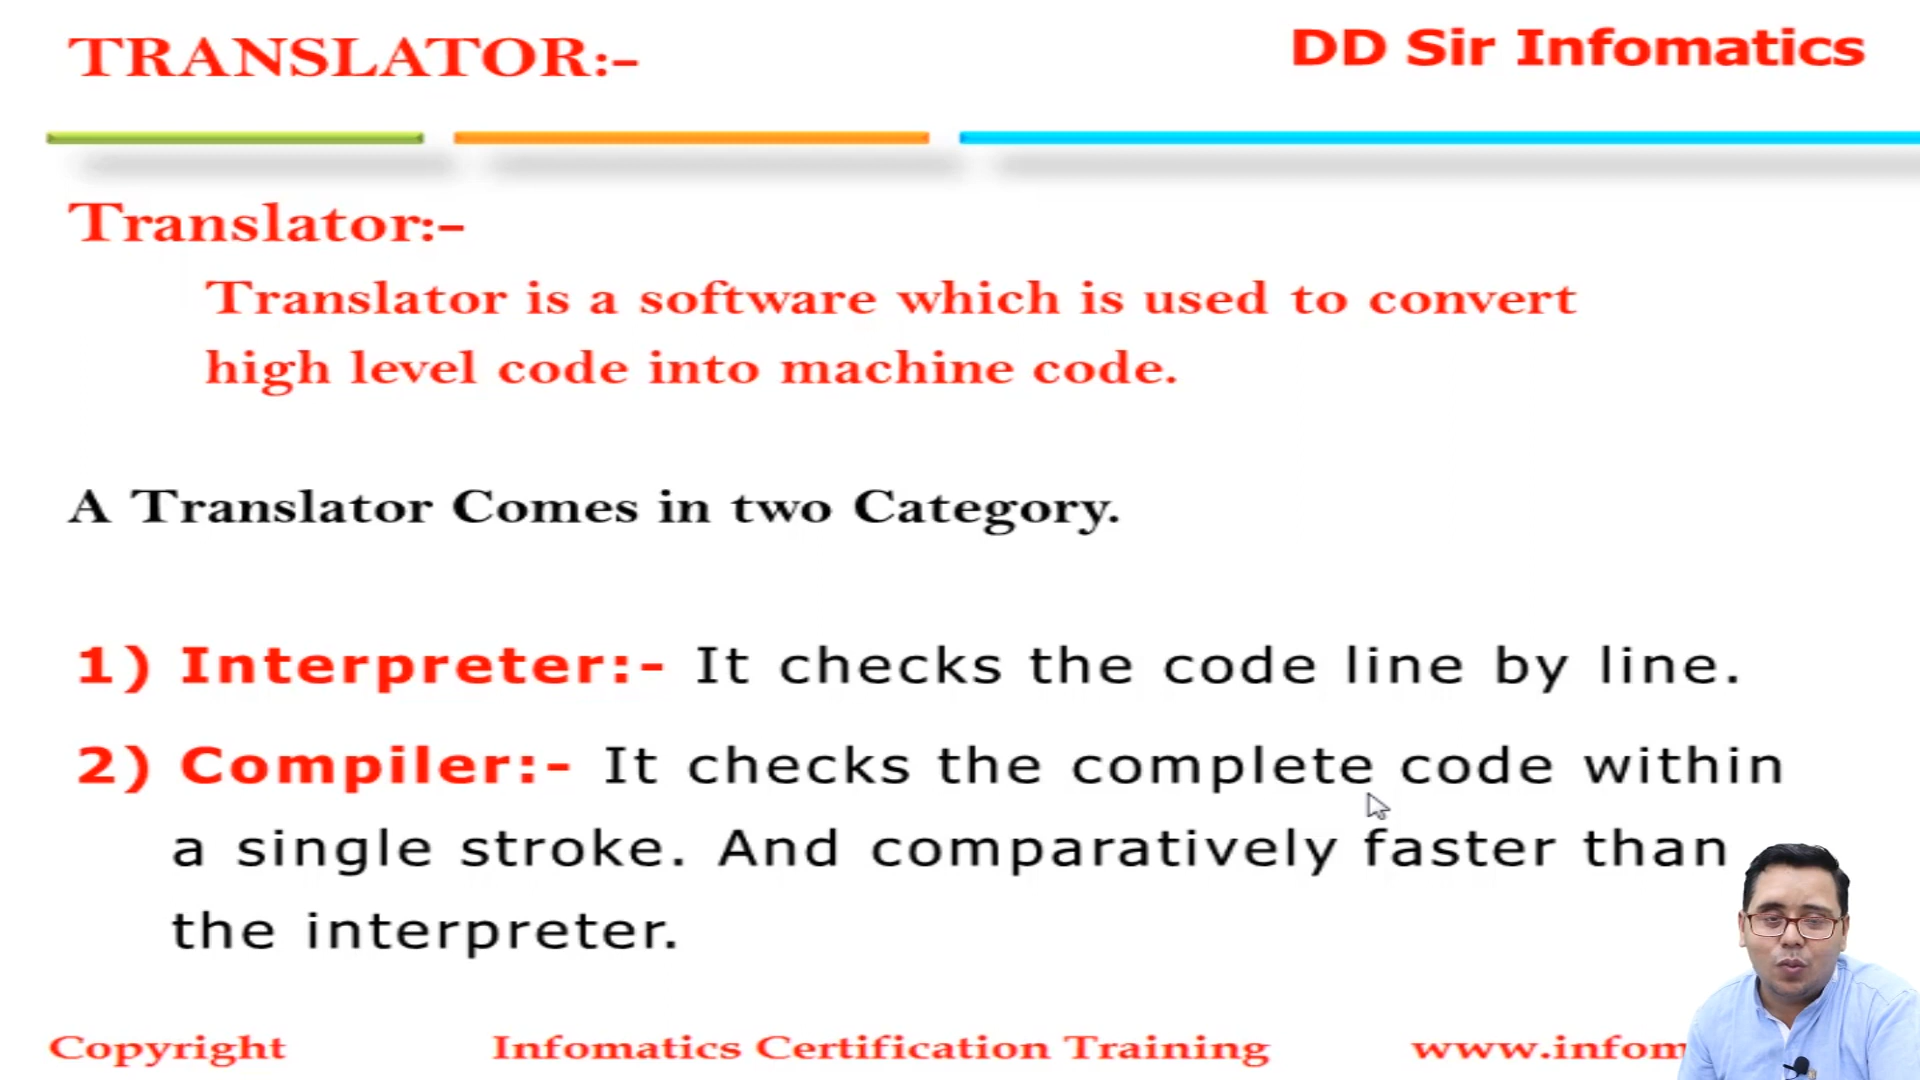 TRANSLATOR:-
DD Sir Infomatics
Translator:-
Translator is a software which is used to convert
high level code into machine code.
A Translator Comes in two Category.
1) Interpreter:- It checks the code line by line.
2) Compiler:- It checks the complete code within
a single stroke. And comparatively faster than
the interpreter.
Copyright
Infomatics Certification Training